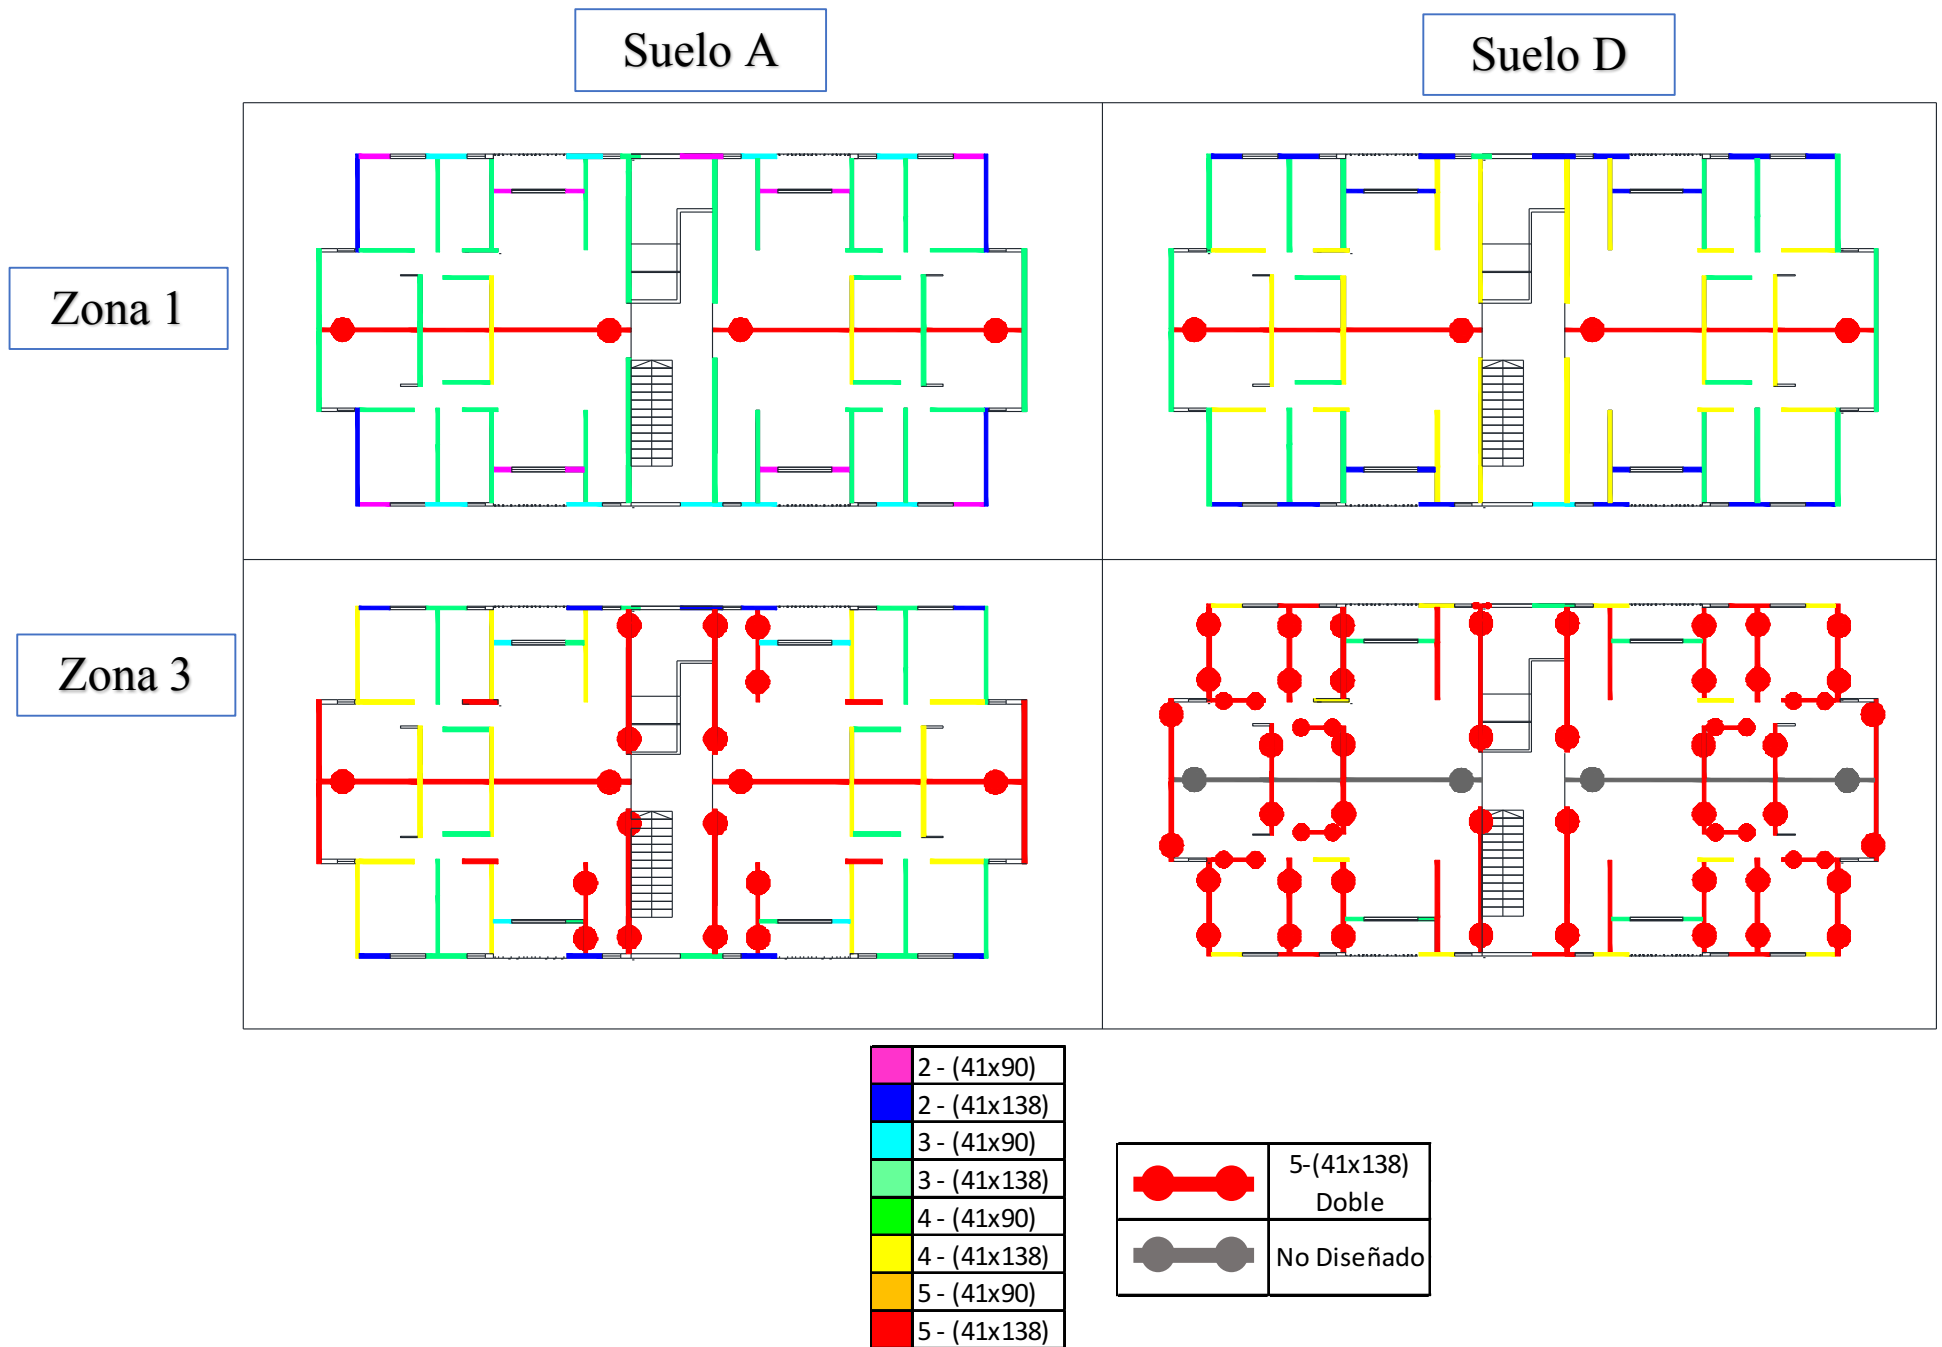 Suelo A
Suelo D
Zona 1
Zona 3
2 - (41x90)
2 - (41x138)
3 - (41x90)
3 - (41x138)
4 - (41x90)
4 - (41x138)
5 - (41x90)
5 - (41x138)
5-(41x138)
Doble
No Diseñado